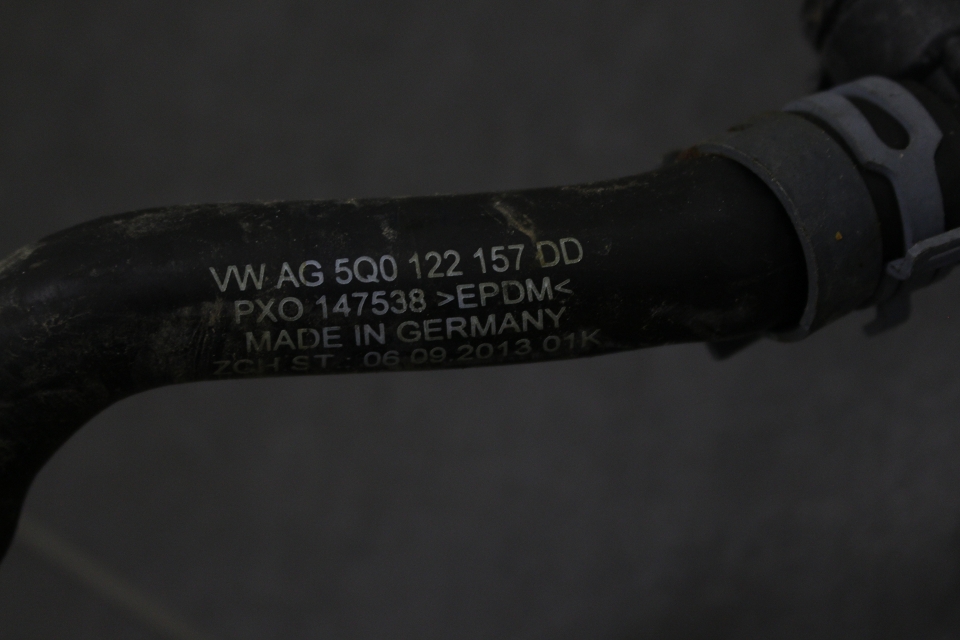 VW AG 5Q0 122 157 DD
PXO 147538 >EPDM<
MADE IN GERMANY
ZCH ST.: 06.09.2013 01K